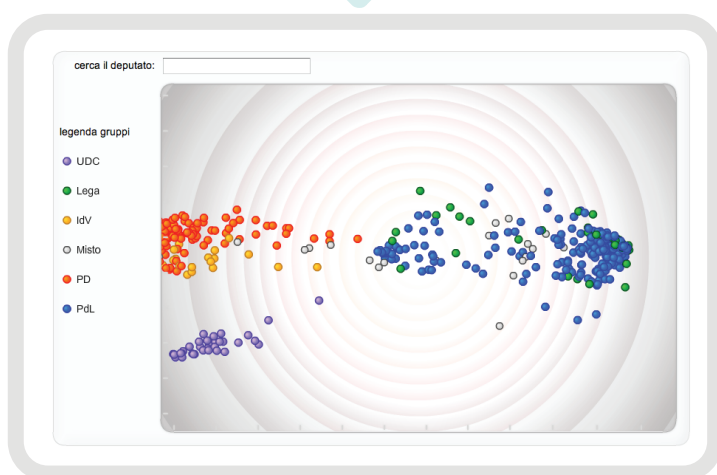 cerca il deputato:
legenda gruppi
UDC
Lega
IdV
Misto
PD
PdL